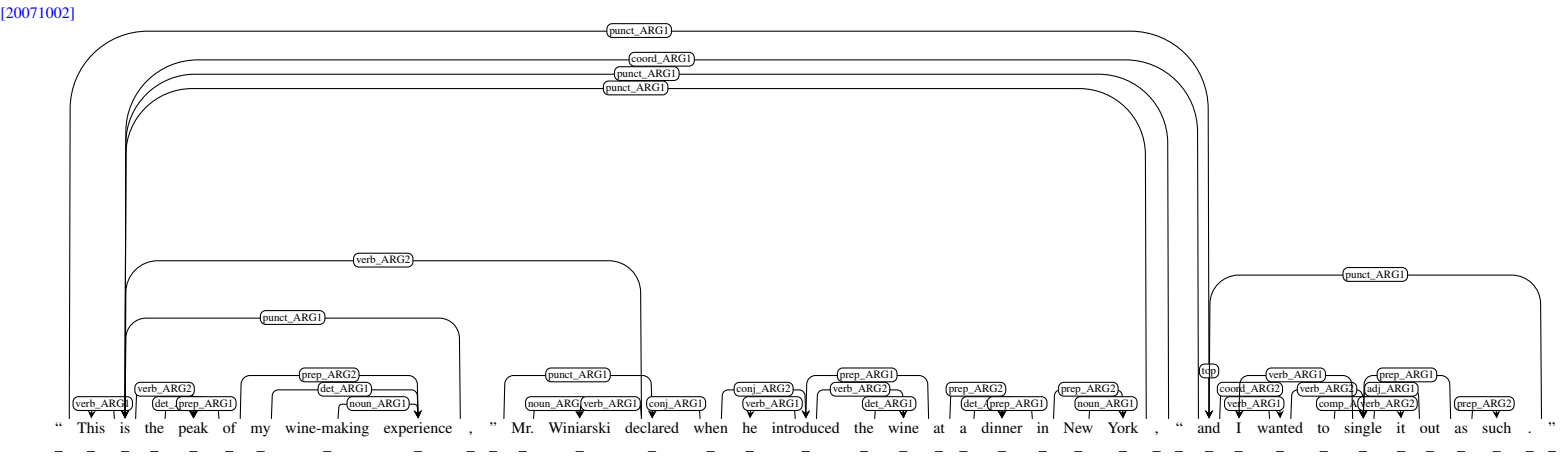 [20071002]
punct_ARG1
coord_ARG1
punct_ARG1
punct_ARG1
verb_ARG2
punct_ARG1
punct_ARG1
top
prep_ARG2 punct_ARG1 prep_ARG1 verb_ARG1 prep_ARG1
verb_ARG2 det_ARG1 conj_ARG2 verb_ARG2 prep_ARG2 prep_ARG2 coord_ARG2 verb_ARG2 adj_ARG1
verb_ARG1 prep_ARG1 noun_ARG1 verb_ARG1 conj_ARG1 verb_ARG1 det_ARG1 prep_ARG1 noun_ARG1 verb_ARG1 verb_ARG2 prep_ARG2
“ This is the peak of my wine-making experience , ” Mr. Winiarski declared when he introduced the wine at a dinner in New York , “ and I wanted to single it out as such . ”